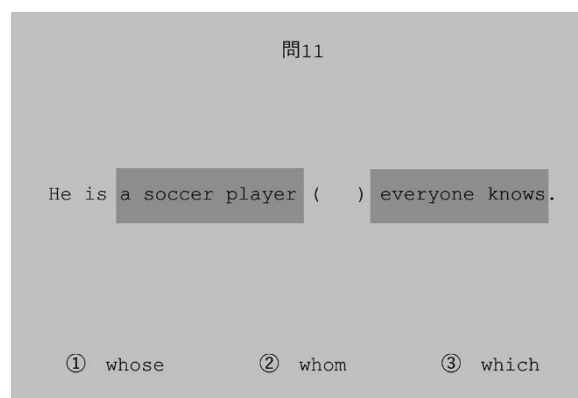 問11
He is a soccer player (　) everyone knows.
① whose ② whom ③ which